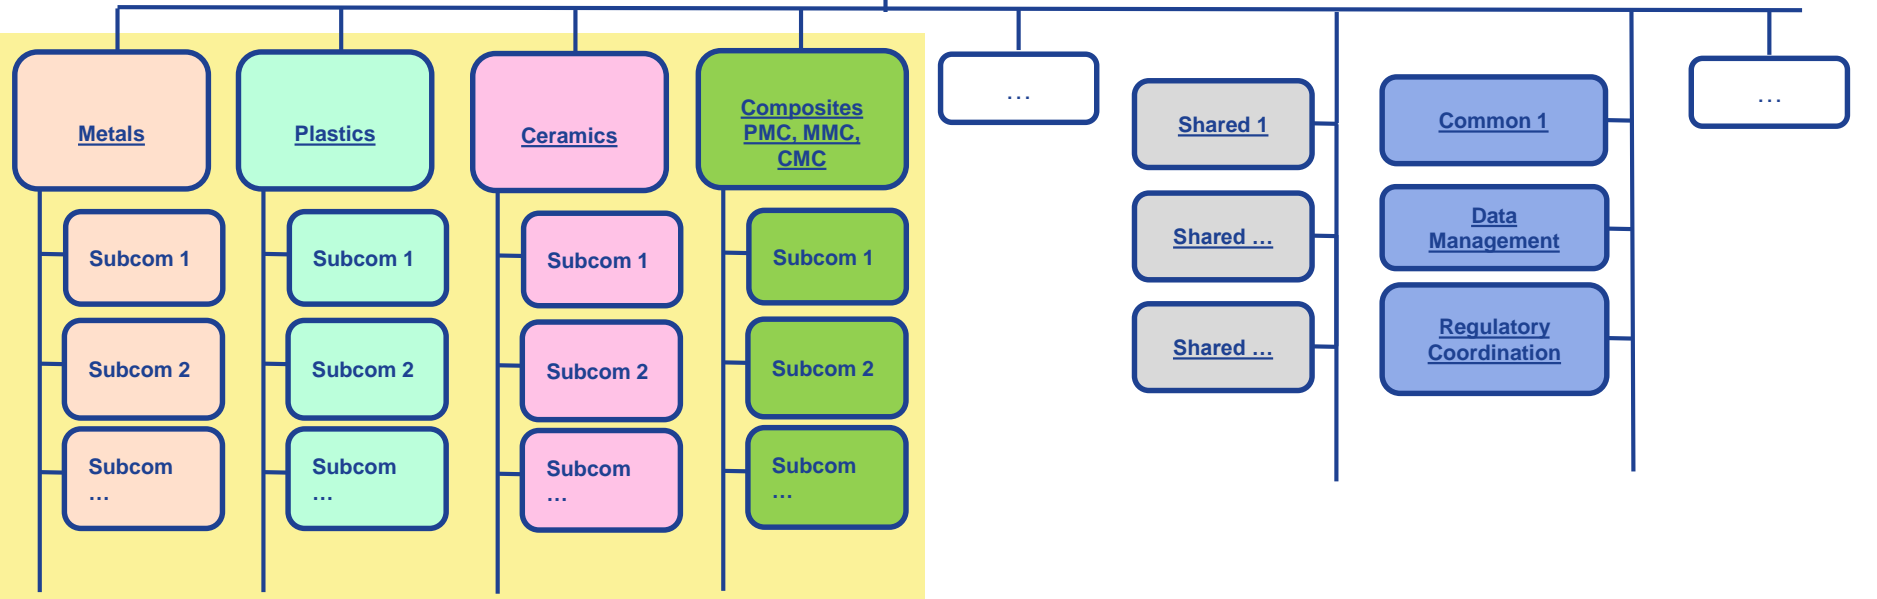 Metals
Plastics
Ceramics
Composites
PMC, MMC,
CMC
...
Shared 1
Common 1
...
Subcom 1
Subcom 1
Subcom 1
Subcom 1
Shared ...
Data
Management
Subcom 2
Subcom 2
Subcom 2
Subcom 2
Shared ...
Regulatory
Coordination
Subcom
...
Subcom
...
Subcom
...
Subcom
...